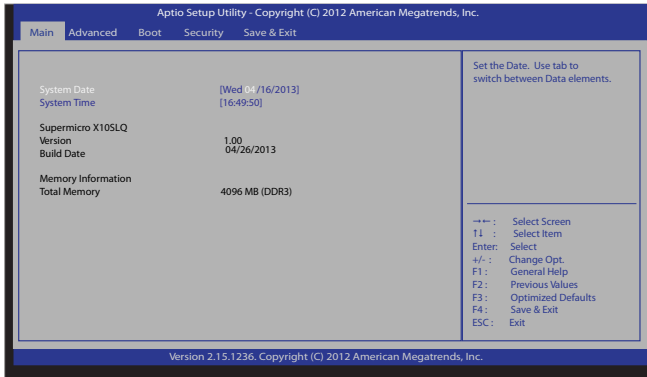 Aptio Setup Utility - Copyright (C) 2012 American Megatrends, Inc.
Main Advanced Boot Security Save & Exit
System Date [Wed 04 /16/2013]
System Time [16:49:50]
Supermicro X10SLQ
Version 1.00
Build Date 04/26/2013
Memory Information
Total Memory 4096 MB (DDR3)
Set the Date. Use tab to
switch between Data elements.
→← : Select Screen
↑↓ : Select Item
Enter: Select
+/- : Change Opt.
F1 : General Help
F2 : Previous Values
F3 : Optimized Defaults
F4 : Save & Exit
ESC : Exit
Version 2.15.1236. Copyright (C) 2012 American Megatrends, Inc.